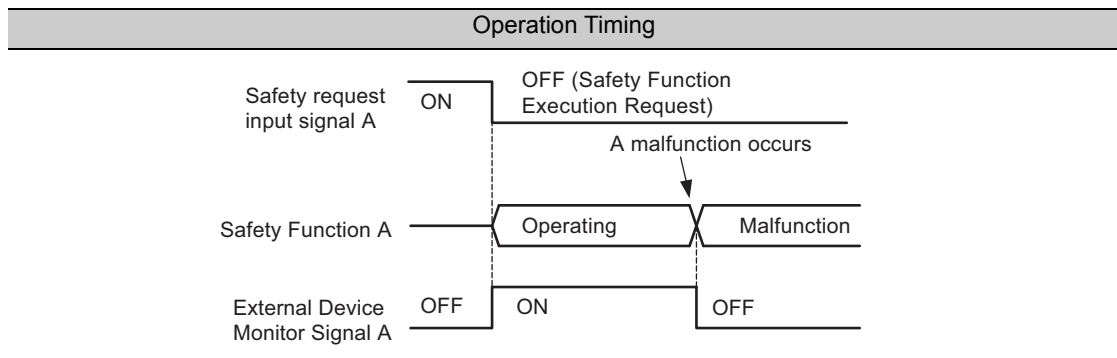 Operation Timing
Safety request
input signal A
ON
OFF (Safety Function
Execution Request)
A malfunction occurs
Safety Function A
Operating
Malfunction
External Device
Monitor Signal A
OFF
ON
OFF